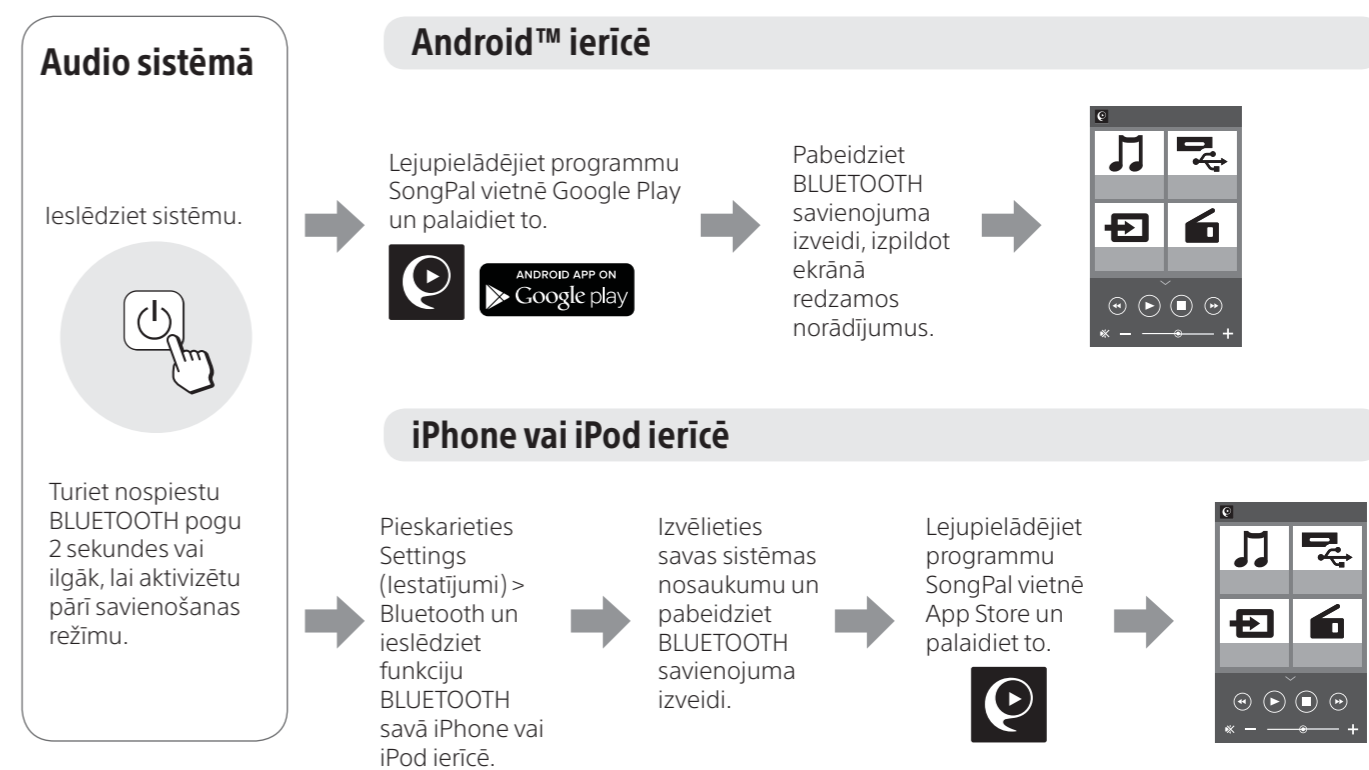 Audio sistēmā
Ieslēdziet sistēmu.
Turiet nospiestu
BLUETOOTH pogu
2 sekundes vai
ilgāk, lai aktivizētu
pārī savienošanas
režīmu.
Android™ ierīcē
Lejupielādējiet programmu
SongPal vietnē Google Play
un palaidiet to.
ANDROID APP ON
Google play
Pabeidziet
BLUETOOTH
savienojuma
izveidi, izpildot
ekrānā
redzamos
norādījumus.
iPhone vai iPod ierīcē
Pieskarieties
Settings
(Iestatījumi) >
Bluetooth un
ieslēdziet
funkciju
BLUETOOTH
savā iPhone vai
iPod ierīcē.
Izvēlieties
savas sistēmas
nosaukumu un
pabeidziet
BLUETOOTH
savienojuma
izveidi.
Lejupielādējiet
programmu
SongPal vietnē
App Store un
palaidiet to.